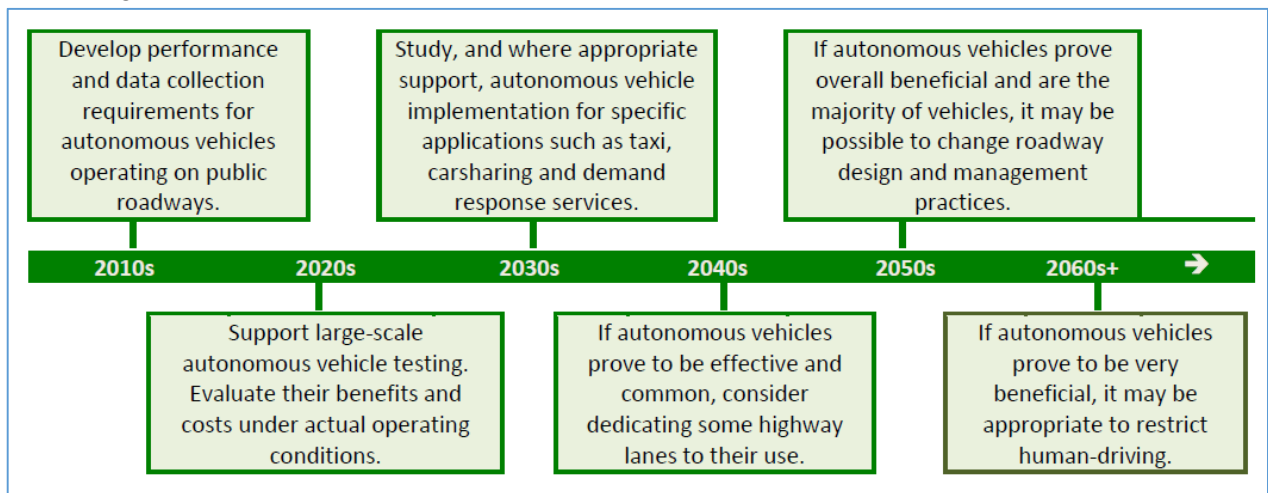 Develop performance
and data collection
requirements for
autonomous vehicles
operating on public
roadways.
Study, and where appropriate
support, autonomous vehicle
implementation for specific
applications such as taxi,
carsharing and demand
response services.
If autonomous vehicles prove
overall beneficial and are the
majority of vehicles, it may be
possible to change roadway
design and management
practices.
2010s 2020s 2030s 2040s 2050s 2060s+ →
Support large-scale
autonomous vehicle testing.
Evaluate their benefits and
costs under actual operating
conditions.
If autonomous vehicles
prove to be effective and
common, consider
dedicating some highway
lanes to their use.
If autonomous vehicles
prove to be very
beneficial, it may be
appropriate to restrict
human-driving.